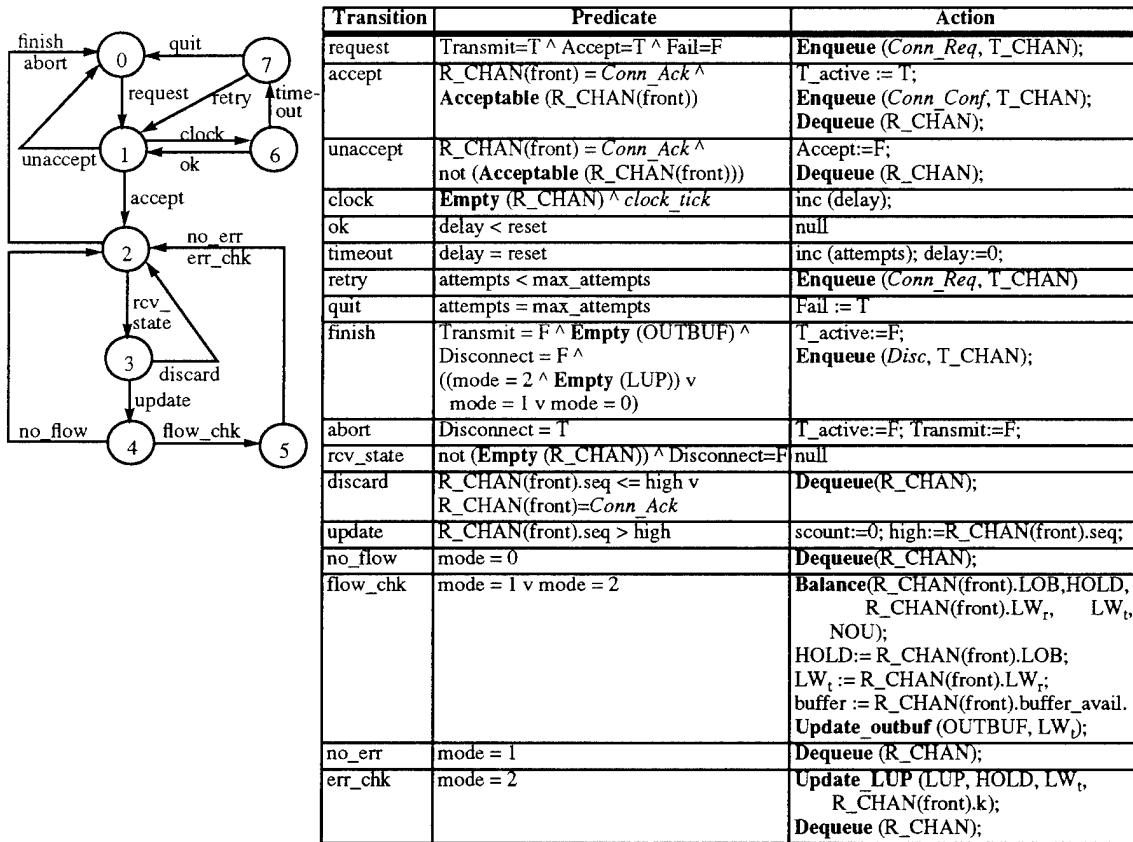 finish
abort
quit
0
7
request
retry
time-
out
clock
ok
unaccept
1
6
accept
no_err
err_chk
2
rcv_
state
3
discard
update
no_flow
flow_chk
4
5
Transition Predicate Action
request Transmit=T ^ Accept=T ^ Fail=F Enqueue (Conn_Req, T_CHAN);
accept R_CHAN(front) = Conn_Ack ^ T_active := T;
Acceptable (R_CHAN(front)) Enqueue (Conn_Conf, T_CHAN);
Dequeue (R_CHAN);
unaccept R_CHAN(front) = Conn_Ack ^ Accept:=F;
not (Acceptable (R_CHAN(front))) Dequeue (R_CHAN);
clock Empty (R_CHAN) ^ clock_tick inc (delay);
ok delay < reset null
timeout delay = reset inc (attempts); delay:=0;
retry attempts < max_attempts Enqueue (Conn_Req, T_CHAN)
quit attempts = max_attempts Fail := T
finish Transmit = F ^ Empty (OUTBUF) ^ T_active:=F;
Disconnect = F ^ Enqueue (Disc, T_CHAN);
((mode = 2 ^ Empty (LUP)) v
mode = 1 v mode = 0)
abort Disconnect = T T_active:=F; Transmit:=F;
rcv_state not (Empty (R_CHAN)) ^ Disconnect=F null
discard R_CHAN(front).seq <= high v Dequeue(R_CHAN);
R_CHAN(front)=Conn_Ack
update R_CHAN(front).seq > high scount:=0; high:=R_CHAN(front).seq;
no_flow mode = 0 Dequeue(R_CHAN);
flow_chk mode = 1 v mode = 2 Balance(R_CHAN(front).LOB,HOLD,
R_CHAN(front).LWr, LWt,
NOU);
HOLD:= R_CHAN(front).LOB;
LWt := R_CHAN(front).LWr;
buffer := R_CHAN(front).buffer_avail.
Update_outbuf (OUTBUF, LWt);
no_err mode = 1 Dequeue (R_CHAN);
err_chk mode = 2 Update_LUP (LUP, HOLD, LWt,
R_CHAN(front).k);
Dequeue (R_CHAN);